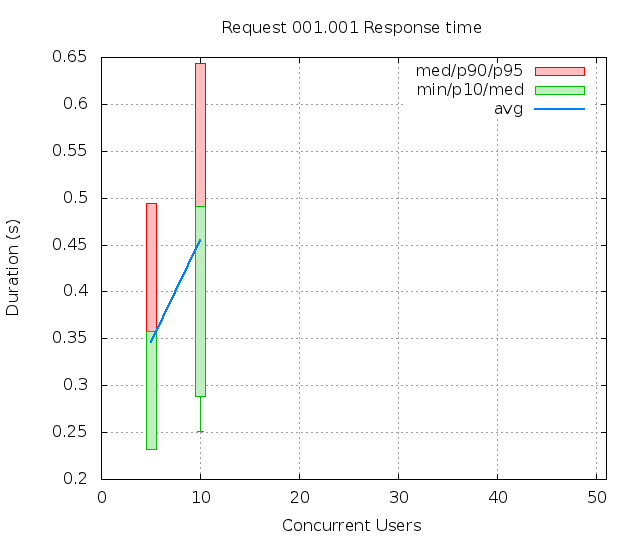 Request 001.001 Response time
med/p90/p95
min/p10/med
avg
Duration (s)
0.65
0.6
0.55
0.5
0.45
0.4
0.35
0.3
0.25
0.2
0 10 20 30 40 50
Concurrent Users